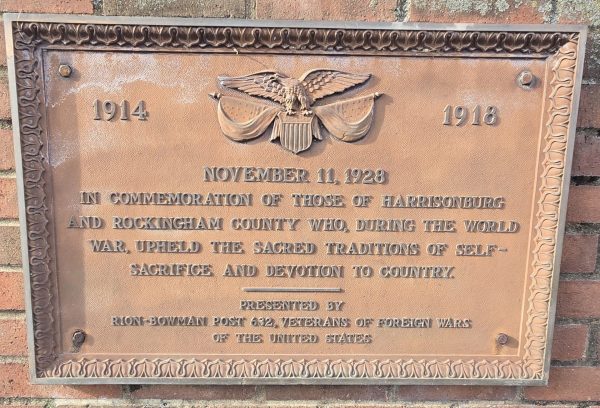 1914 1918
NOVEMBER 11, 1928
IN COMMEMORATION OF THOSE OF HARRISONBURG
AND ROCKINGHAM COUNTY WHO, DURING THE WORLD
WAR, UPHELD THE SACRED TRADITIONS OF SELF-
SACRIFICE AND DEVOTION TO COUNTRY.
PRESENTED BY
RION-BOWMAN POST 632, VETERANS OF FOREIGN WARS
OF THE UNITED STATES